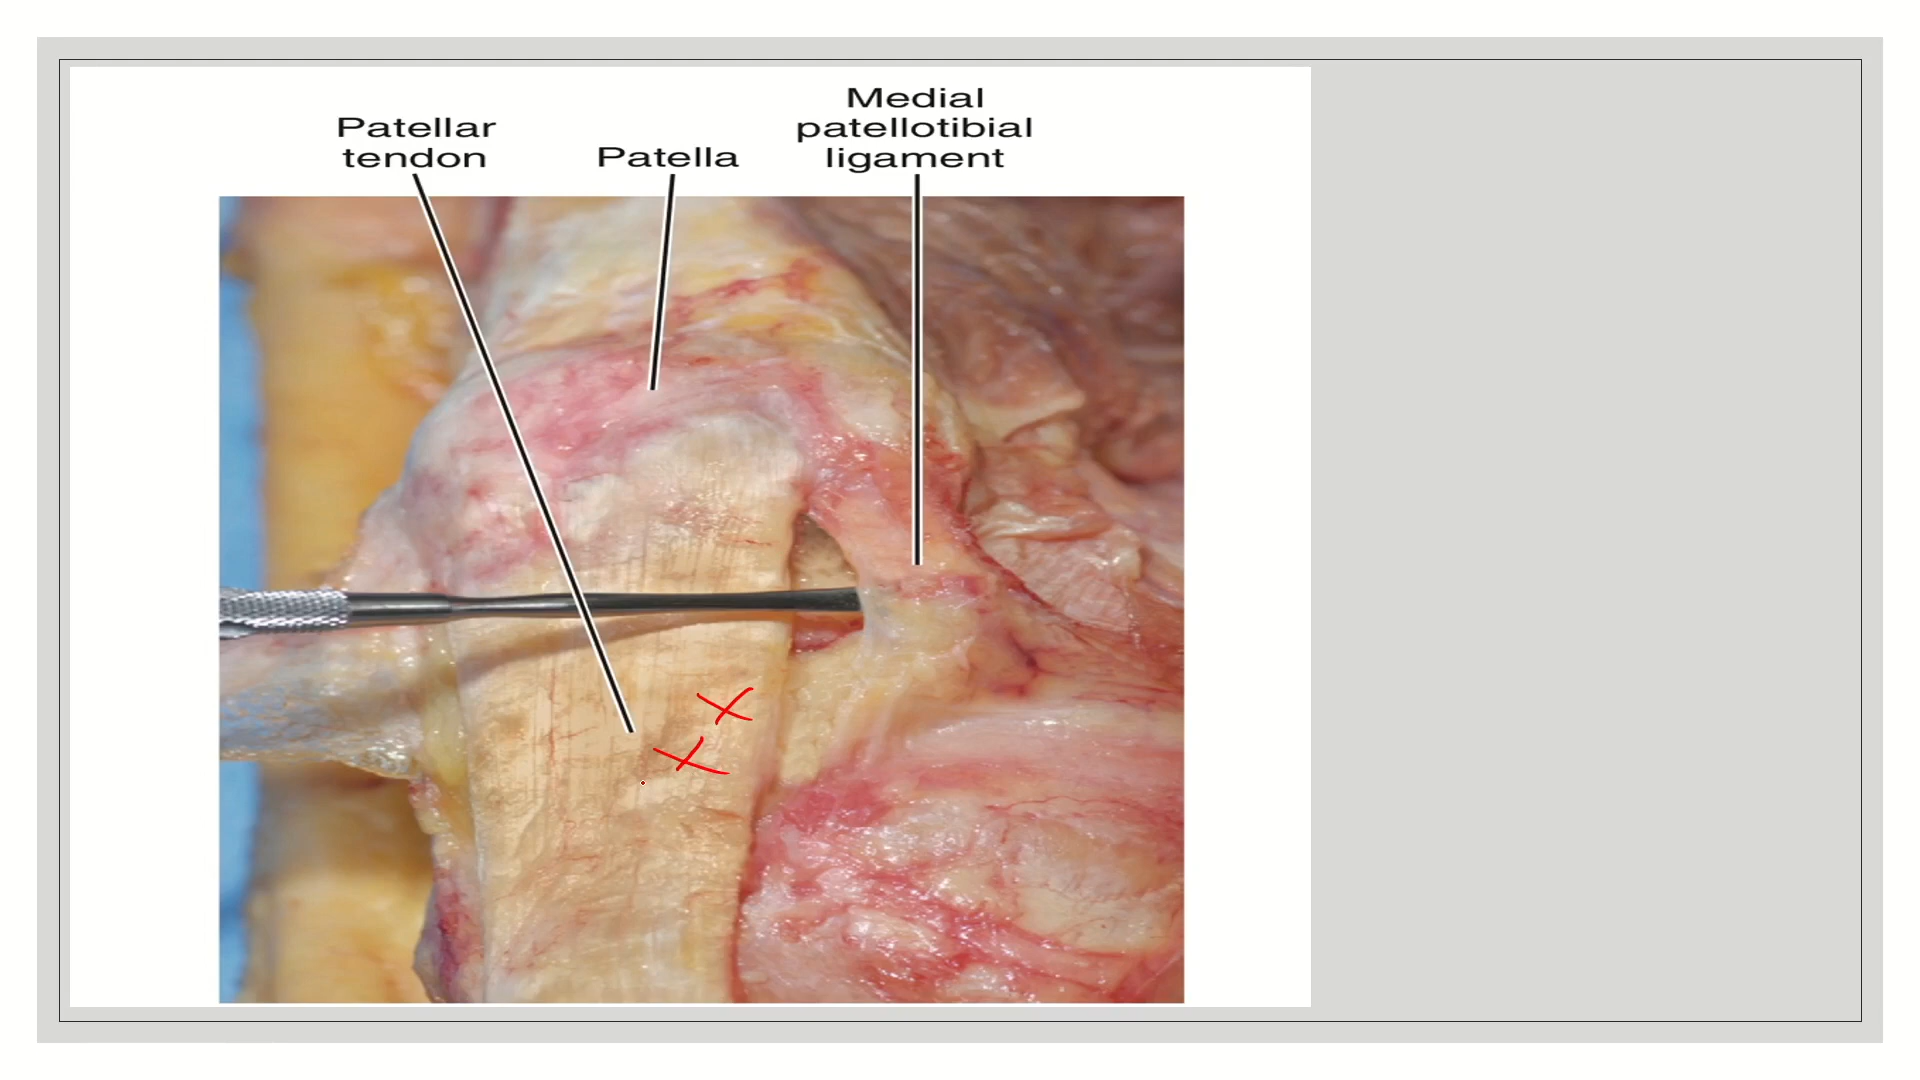 Patellar
tendon
Patella
Medial
patellotibial
ligament